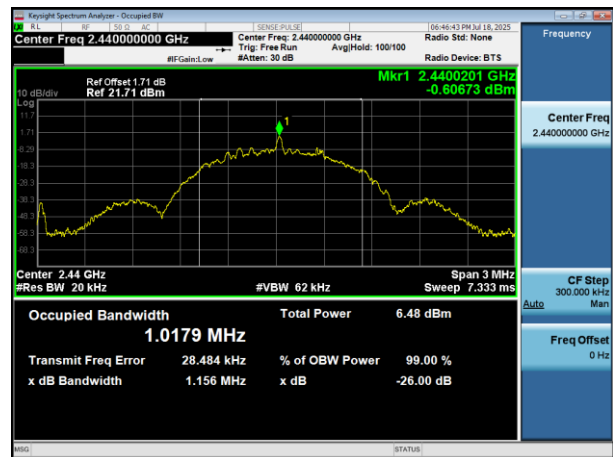 Keysight Spectrum Analyzer - Occupied BW
RL RF 50 Ω AC SENSE:PULSE 06:46:43 PM Jul 18, 2025
Center Freq 2.440000000 GHz Center Freq: 2.440000000 GHz Radio Std: None
Trig: Free Run Avg|Hold: 100/100
#IFGain:Low #Atten: 30 dB Radio Device: BTS
Frequency
Ref Offset 1.71 dB Mkr1 2.4400201 GHz
10 dB/div Ref 21.71 dBm -0.60673 dBm
Log
11.7
1
1.71
-8.29
-18.3
-28.3
-38.3
-48.3
-58.3
-68.3
Center Freq
2.440000000 GHz
Center 2.44 GHz Span 3 MHz
#Res BW 20 kHz #VBW 62 kHz Sweep 7.333 ms
CF Step
300.000 kHz
Auto Man
Occupied Bandwidth Total Power 6.48 dBm
1.0179 MHz
Freq Offset
0 Hz
Transmit Freq Error 28.484 kHz % of OBW Power 99.00 %
x dB Bandwidth 1.156 MHz x dB -26.00 dB
MSG STATUS